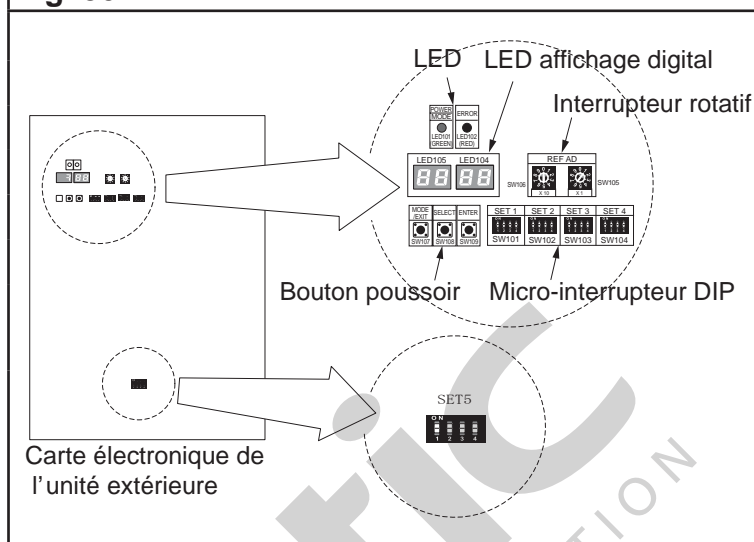 LED LED affichage digital
Interrupteur rotatif
POWER
MODE
ERROR
LED101
(GREEN)
LED102
(RED)
LED105 LED104
REF AD
SW106
X 10
X 1
SW105
MODE
/EXIT
SELECT
ENTER
SW107
SW108
SW109
SET 1
SET 2
SET 3
SET 4
SW101
SW102
SW103
SW104
Bouton poussoir
Micro-interrupteur DIP
SET5
ON
1 2 3 4
Carte électronique de
l'unité extérieure